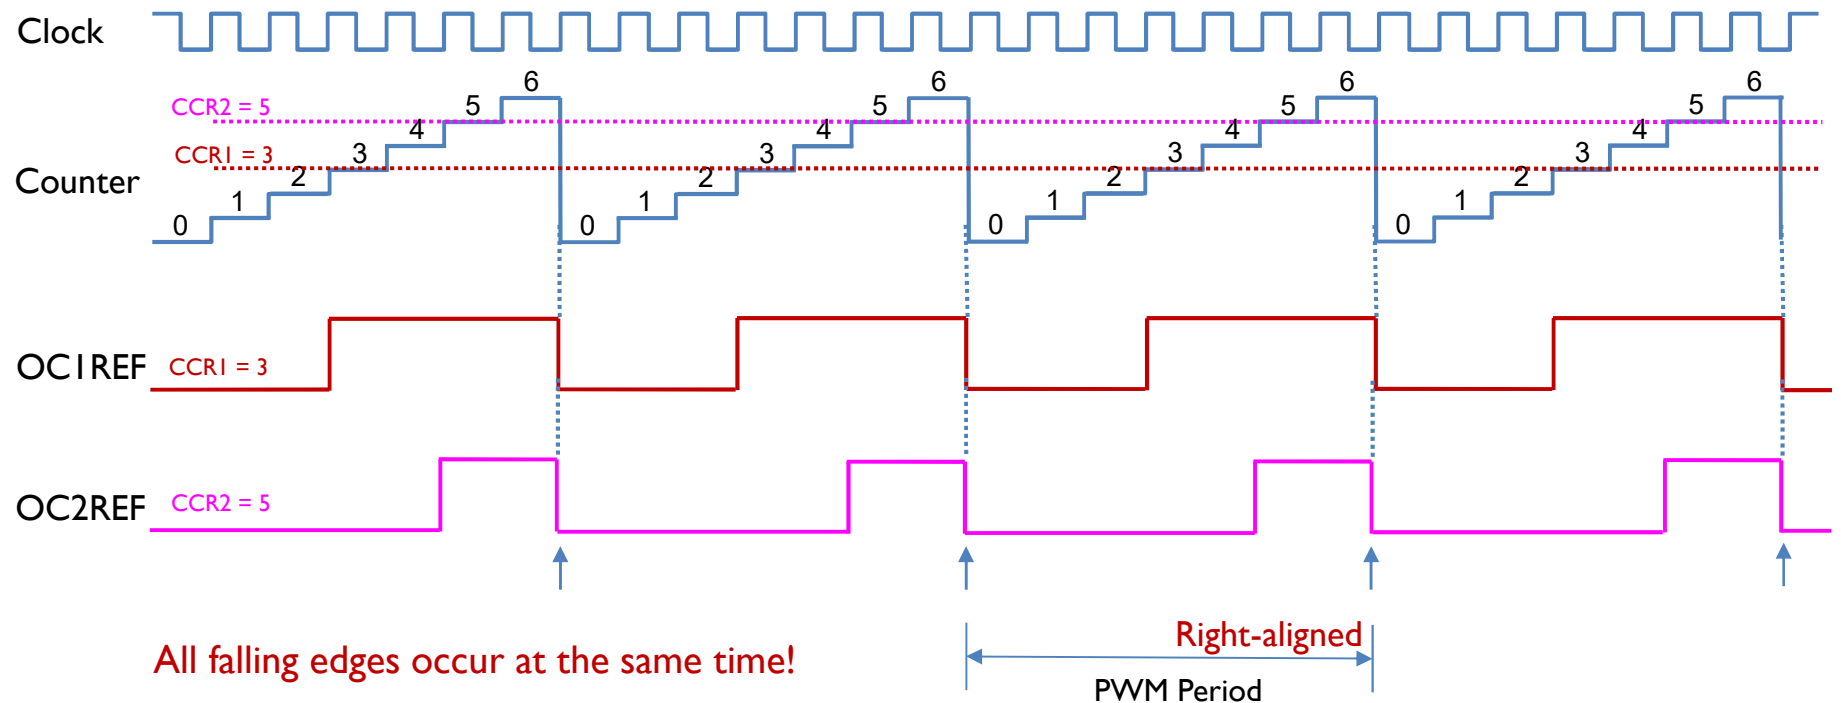 Clock
CCR2 = 5
CCR1 = 3
Counter
0 1 2 3 4 5 6 0 1 2 3 4 5 6 0 1 2 3 4 5 6 0 1 2 3 4 5 6
OC1REF CCR1 = 3
OC2REF CCR2 = 5
All falling edges occur at the same time!
Right-aligned
PWM Period